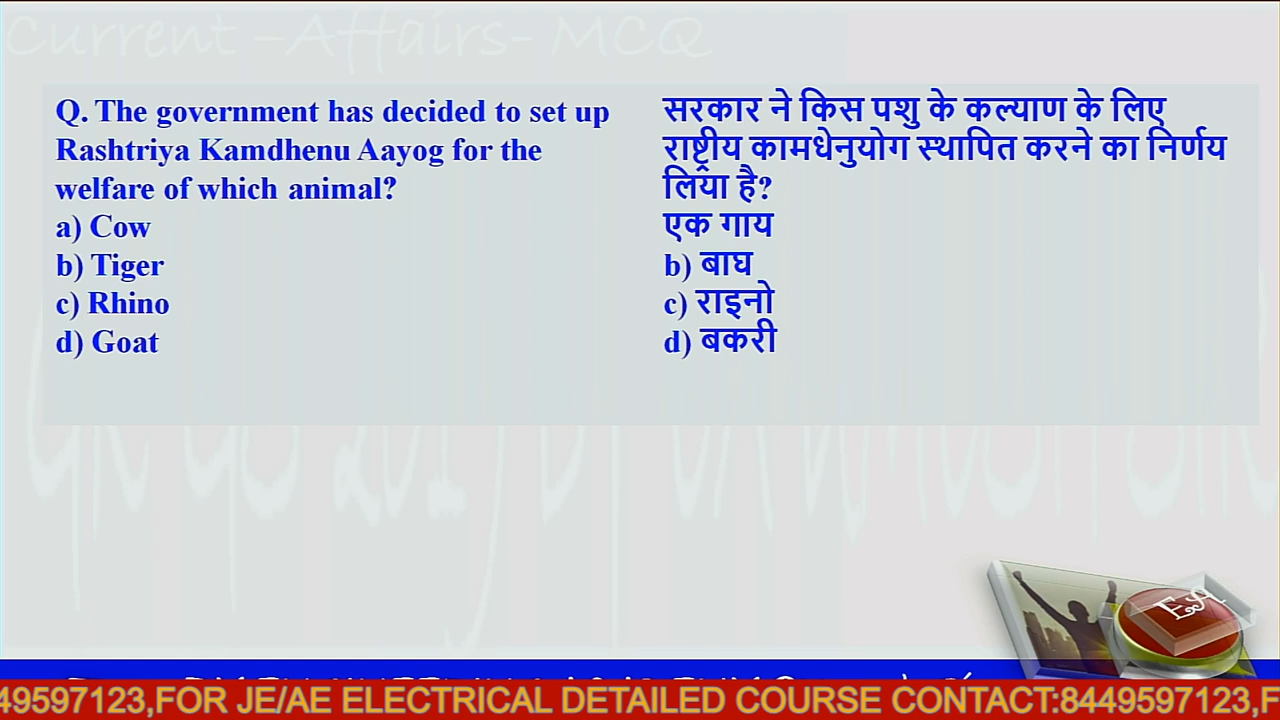 Current -Affairs- MCQ
Q. The government has decided to set up
Rashtriya Kamdhenu Aayog for the
welfare of which animal?
a) Cow
b) Tiger
c) Rhino
d) Goat
सरकार ने किस पशु के कल्याण के लिए
राष्ट्रीय कामधेनुयोग स्थापित करने का निर्णय
लिया है?
एक गाय
b) बाघ
c) राइनो
d) बकरी
EA
49597123,FOR JE/AE ELECTRICAL DETAILED COURSE CONTACT:8449597123,F